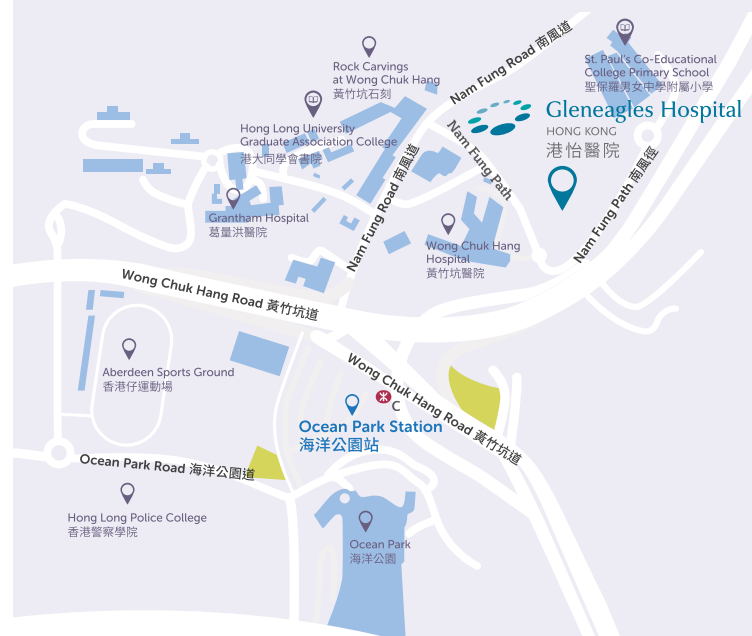 Nam Fung Road 南風道
St. Paul's Co-Educational
College Primary School
聖保羅男女中學附屬小學
Rock Carvings
at Wong Chuk Hang
黃竹坑石刻
Gleneagles Hospital
HONG KONG
港怡醫院
Hong Long University
Graduate Association College
港大同學會書院
Nam Fung Path
Nam Fung Road 南風道
Nam Fung Path 南風徑
Grantham Hospital
葛量洪醫院
Wong Chuk Hang
Hospital
黃竹坑醫院
Wong Chuk Hang Road 黃竹坑道
Aberdeen Sports Ground
香港仔運動場
Wong Chuk Hang Road 黃竹坑道
C
Ocean Park Station
海洋公園站
Ocean Park Road 海洋公園道
Hong Long Police College
香港警察學院
Ocean Park
海洋公園